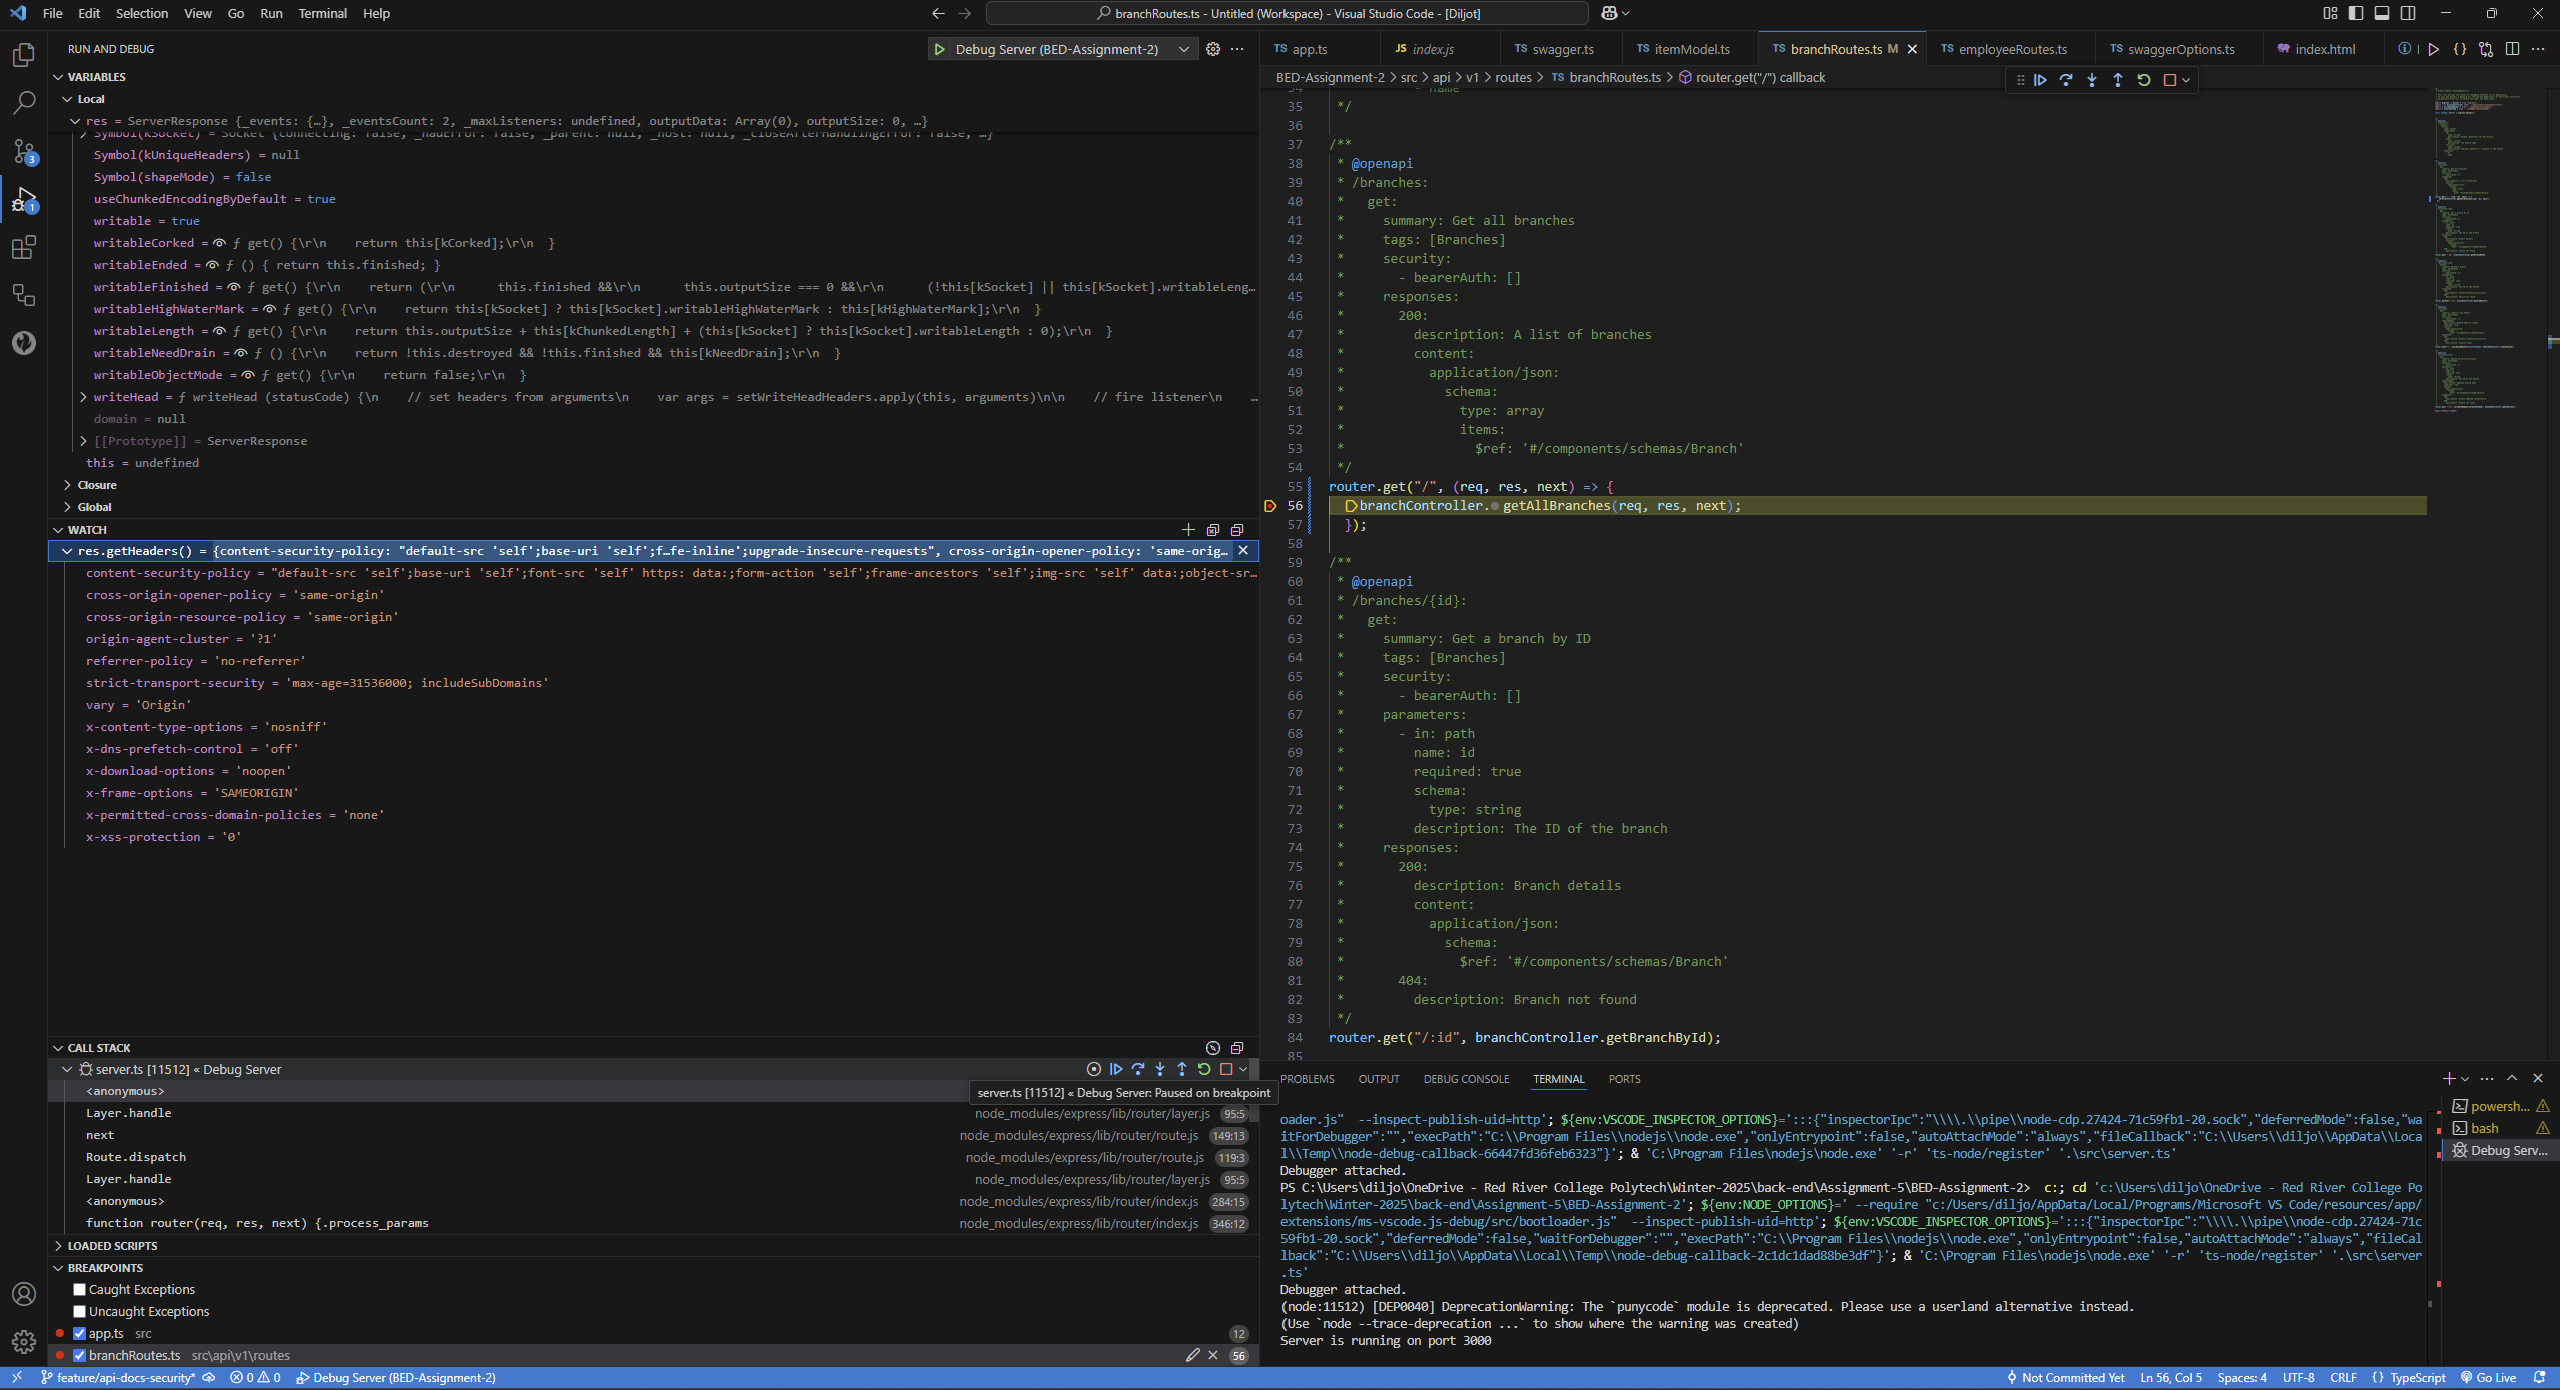 File Edit Selection View Go Run Terminal Help
branchRoutes.ts - Untitled (Workspace) - Visual Studio Code - [Diljot]
RUN AND DEBUG
Debug Server (BED-Assignment-2)
VARIABLES
Local
res = ServerResponse {_events: {…}, _eventsCount: 2, _maxListeners: undefined, outputData: Array(0), outputSize: 0, …}
Symbol(kSocket) = Socket {connecting: false, _hadError: false, _parent: null, _host: null, _closeAfterHandlingError: false, …}
Symbol(kUniqueHeaders) = null
Symbol(shapeMode) = false
useChunkedEncodingByDefault = true
writable = true
writableCorked = ƒ get() {\r\n    return this[kCorked];\r\n  }
writableEnded = ƒ () { return this.finished; }
writableFinished = ƒ get() {\r\n    return (\r\n      this.finished &&\r\n      this.outputSize === 0 &&\r\n      (!this[kSocket] || this[kSocket].writableLeng…
writableHighWaterMark = ƒ get() {\r\n    return this[kSocket] ? this[kSocket].writableHighWaterMark : this[kHighWaterMark];\r\n  }
writableLength = ƒ get() {\r\n    return this.outputSize + this[kChunkedLength] + (this[kSocket] ? this[kSocket].writableLength : 0);\r\n  }
writableNeedDrain = ƒ () {\r\n    return !this.destroyed && !this.finished && this[kNeedDrain];\r\n  }
writableObjectMode = ƒ get() {\r\n    return false;\r\n  }
writeHead = ƒ writeHead (statusCode) {\n    // set headers from arguments\n    var args = setWriteHeadHeaders.apply(this, arguments)\n\n    // fire listener\n    …
domain = null
[[Prototype]] = ServerResponse
this = undefined
Closure
Global
WATCH
res.getHeaders() = {content-security-policy: "default-src 'self';base-uri 'self';f…fe-inline';upgrade-insecure-requests", cross-origin-opener-policy: 'same-orig…
content-security-policy = "default-src 'self';base-uri 'self';font-src 'self' https: data:;form-action 'self';frame-ancestors 'self';img-src 'self' data:;object-sr…
cross-origin-opener-policy = 'same-origin'
cross-origin-resource-policy = 'same-origin'
origin-agent-cluster = '?1'
referrer-policy = 'no-referrer'
strict-transport-security = 'max-age=31536000; includeSubDomains'
vary = 'Origin'
x-content-type-options = 'nosniff'
x-dns-prefetch-control = 'off'
x-download-options = 'noopen'
x-frame-options = 'SAMEORIGIN'
x-permitted-cross-domain-policies = 'none'
x-xss-protection = '0'
CALL STACK
server.ts [11512] « Debug Server
server.ts [11512] « Debug Server: Paused on breakpoint
<anonymous>
Layer.handle node_modules/express/lib/router/layer.js 95:5
next node_modules/express/lib/router/route.js 149:13
Route.dispatch node_modules/express/lib/router/route.js 119:3
Layer.handle node_modules/express/lib/router/layer.js 95:5
<anonymous> node_modules/express/lib/router/index.js 284:15
function router(req, res, next) {.process_params node_modules/express/lib/router/index.js 346:12
LOADED SCRIPTS
BREAKPOINTS
Caught Exceptions
Uncaught Exceptions
app.ts src 12
branchRoutes.ts src\api\v1\routes 56
3
1
TS app.ts JS index.js TS swagger.ts TS itemModel.ts TS branchRoutes.ts M TS employeeRoutes.ts TS swaggerOptions.ts index.html
BED-Assignment-2 > src > api > v1 > routes > TS branchRoutes.ts > router.get("/") callback
34 - name
35 */
36
37 /**
38 * @openapi
39 * /branches:
40 *   get:
41 *     summary: Get all branches
42 *     tags: [Branches]
43 *     security:
44 *       - bearerAuth: []
45 *     responses:
46 *       200:
47 *         description: A list of branches
48 *         content:
49 *           application/json:
50 *             schema:
51 *               type: array
52 *               items:
53 *                 $ref: '#/components/schemas/Branch'
54 */
55 router.get("/", (req, res, next) => {
56 branchController.getAllBranches(req, res, next);
57 });
58
59 /**
60 * @openapi
61 * /branches/{id}:
62 *   get:
63 *     summary: Get a branch by ID
64 *     tags: [Branches]
65 *     security:
66 *       - bearerAuth: []
67 *     parameters:
68 *       - in: path
69 *         name: id
70 *         required: true
71 *         schema:
72 *           type: string
73 *         description: The ID of the branch
74 *     responses:
75 *       200:
76 *         description: Branch details
77 *         content:
78 *           application/json:
79 *             schema:
80 *               $ref: '#/components/schemas/Branch'
81 *       404:
82 *         description: Branch not found
83 */
84 router.get("/:id", branchController.getBranchById);
85
PROBLEMS OUTPUT DEBUG CONSOLE TERMINAL PORTS
oader.js"  --inspect-publish-uid=http'; ${env:VSCODE_INSPECTOR_OPTIONS}=':::{"inspectorIpc":"\\\\.\\pipe\\node-cdp.27424-71c59fb1-20.sock","deferredMode":false,"wa
itForDebugger":"","execPath":"C:\\Program Files\\nodejs\\node.exe","onlyEntrypoint":false,"autoAttachMode":"always","fileCallback":"C:\\Users\\diljo\\AppData\\Loca
l\\Temp\\node-debug-callback-66447fd36feb6323"}'; & 'C:\Program Files\nodejs\node.exe' '-r' 'ts-node/register' '.\src\server.ts'
Debugger attached.
PS C:\Users\diljo\OneDrive - Red River College Polytech\Winter-2025\back-end\Assignment-5\BED-Assignment-2>  c:; cd 'c:\Users\diljo\OneDrive - Red River College Po
lytech\Winter-2025\back-end\Assignment-5\BED-Assignment-2'; ${env:NODE_OPTIONS}=' --require "c:/Users/diljo/AppData/Local/Programs/Microsoft VS Code/resources/app/
extensions/ms-vscode.js-debug/src/bootloader.js"  --inspect-publish-uid=http'; ${env:VSCODE_INSPECTOR_OPTIONS}=':::{"inspectorIpc":"\\\\.\\pipe\\node-cdp.27424-71c
59fb1-20.sock","deferredMode":false,"waitForDebugger":"","execPath":"C:\\Program Files\\nodejs\\node.exe","onlyEntrypoint":false,"autoAttachMode":"always","fileCal
lback":"C:\\Users\\diljo\\AppData\\Local\\Temp\\node-debug-callback-2c1dc1dad88be3df"}'; & 'C:\Program Files\nodejs\node.exe' '-r' 'ts-node/register' '.\src\server
.ts'
Debugger attached.
(node:11512) [DEP0040] DeprecationWarning: The `punycode` module is deprecated. Please use a userland alternative instead.
(Use `node --trace-deprecation ...` to show where the warning was created)
Server is running on port 3000
powersh...
bash
Debug Serv...
feature/api-docs-security* 0 0 Debug Server (BED-Assignment-2) Not Committed Yet Ln 56, Col 5 Spaces: 4 UTF-8 CRLF {} TypeScript Go Live